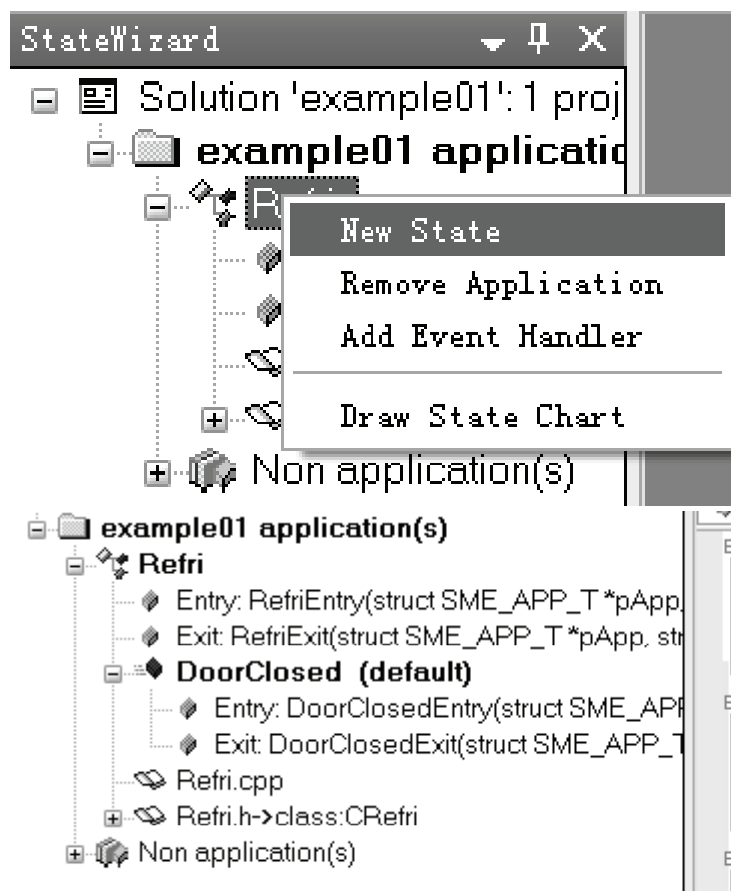 StateWizard
Solution 'example01': 1 proj
example01 applicatio
New State
Remove Application
Add Event Handler
Draw State Chart
Non application(s)
example01 application(s)
Refri
Entry: RefriEntry(struct SME_APP_T *pApp,
Exit: RefriExit(struct SME_APP_T *pApp, str
DoorClosed (default)
Entry: DoorClosedEntry(struct SME_APP
Exit: DoorClosedExit(struct SME_APP_T
Refri.cpp
Refri.h->class:CRefri
Non application(s)